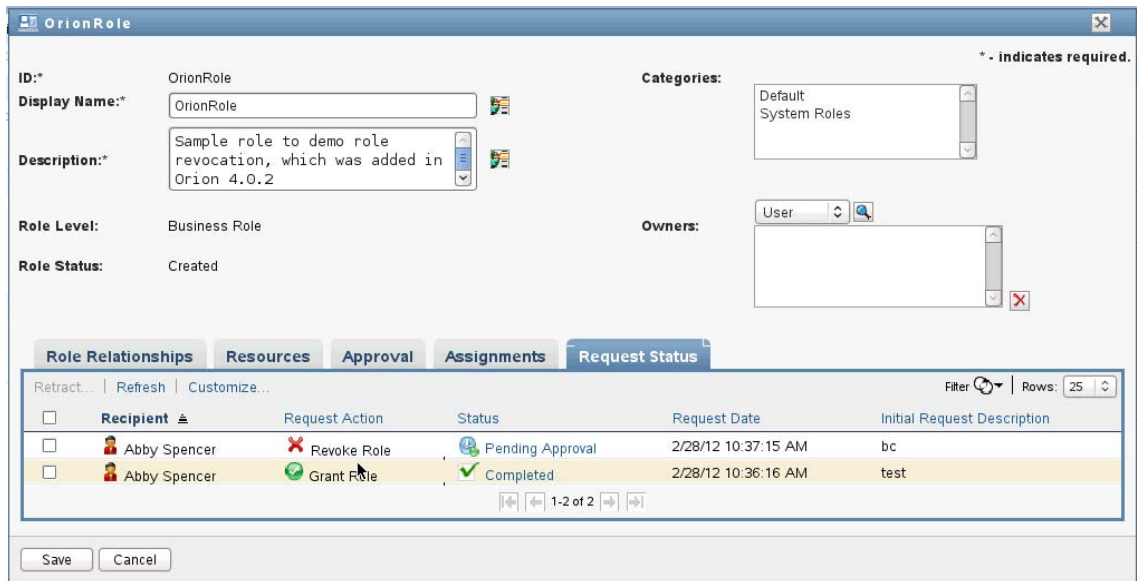 OrionRole
* - indicates required.
ID:* OrionRole
Categories:
Default
System Roles
Display Name:* OrionRole
Description:* Sample role to demo role
revocation, which was added in
Orion 4.0.2
Role Level: Business Role
Owners: User
Role Status: Created
Role Relationships Resources Approval Assignments Request Status
Retract... | Refresh | Customize... Filter | Rows: 25
Recipient Request Action Status Request Date Initial Request Description
Abby Spencer Revoke Role Pending Approval 2/28/12 10:37:15 AM bc
Abby Spencer Grant Role Completed 2/28/12 10:36:16 AM test
1-2 of 2
Save Cancel